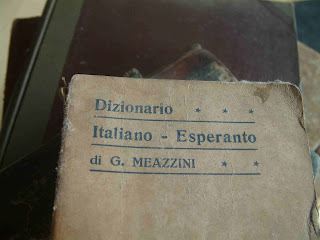 Dizionario * * *
Italiano - Esperanto
di G. MEAZZINI * *